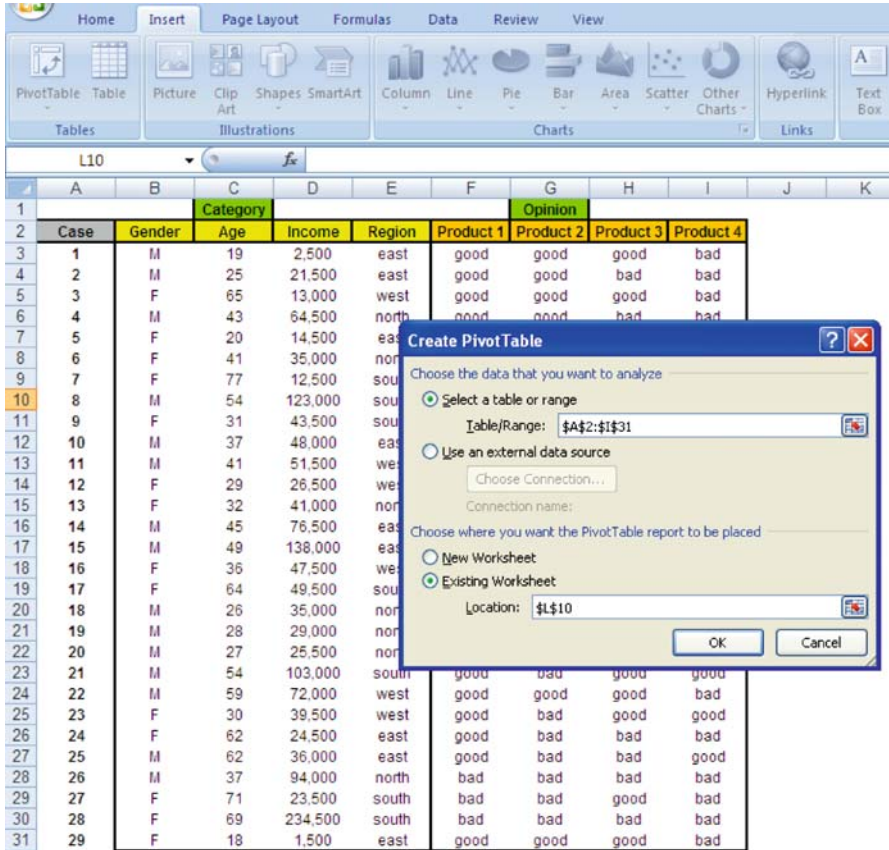 Home Insert Page Layout Formulas Data Review View
PivotTable Table Picture Clip Art Shapes SmartArt Column Line Pie Bar Area Scatter Other Charts Hyperlink Text Box
Tables Illustrations Charts Links
L10 fx
A B C D E F G H I J K
1 Category Opinion
2 Case Gender Age Income Region Product 1 Product 2 Product 3 Product 4
3 1 M 19 2,500 east good good good bad
4 2 M 25 21,500 east good good bad bad
5 3 F 65 13,000 west good good good bad
6 4 M 43 64,500 north good good bad bad
7 5 F 20 14,500
8 6 F 41 35,000
9 7 F 77 12,500
10 8 M 54 123,000
11 9 F 31 43,500
12 10 M 37 48,000
13 11 M 41 51,500
14 12 F 29 26,500
15 13 F 32 41,000
16 14 M 45 76,500
17 15 M 49 138,000
18 16 F 36 47,500
19 17 F 64 49,500
20 18 M 26 35,000
21 19 M 28 29,000
22 20 M 27 25,500
23 21 M 54 103,000 south good bad good good
24 22 M 59 72,000 west good good good bad
25 23 F 30 39,500 west good bad good good
26 24 F 62 24,500 east good bad bad bad
27 25 M 62 36,000 east good bad bad good
28 26 M 37 94,000 north bad bad bad bad
29 27 F 71 23,500 south bad bad good bad
30 28 F 69 234,500 south bad bad bad bad
31 29 F 18 1,500 east good good good bad
Create PivotTable
Choose the data that you want to analyze
Select a table or range
Table/Range: $A$2:$I$31
Use an external data source
Choose Connection...
Connection name:
Choose where you want the PivotTable report to be placed
New Worksheet
Existing Worksheet
Location: $L$10
OK Cancel